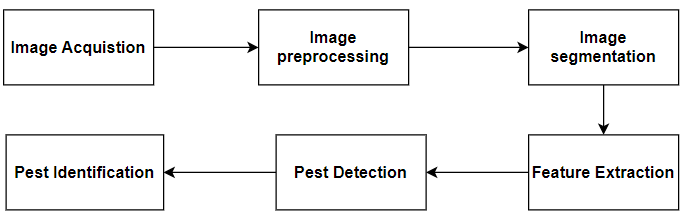 Image Acquistion
Image
preprocessing
Image
segmentation
Feature Extraction
Pest Detection
Pest Identification